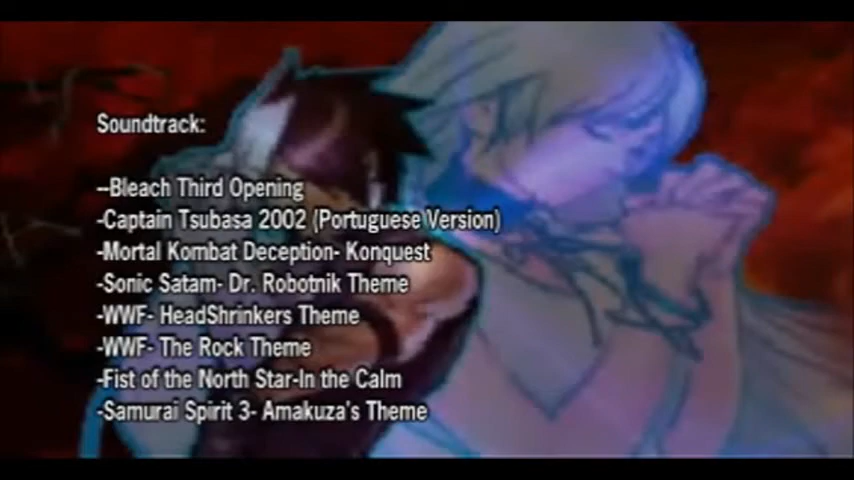 Soundtrack:
--Bleach Third Opening
-Captain Tsubasa 2002 (Portuguese Version)
-Mortal Kombat Deception- Konquest
-Sonic Satam- Dr. Robotnik Theme
-WWF- HeadShrinkers Theme
-WWF- The Rock Theme
-Fist of the North Star-In the Calm
-Samurai Spirit 3- Amakuza's Theme